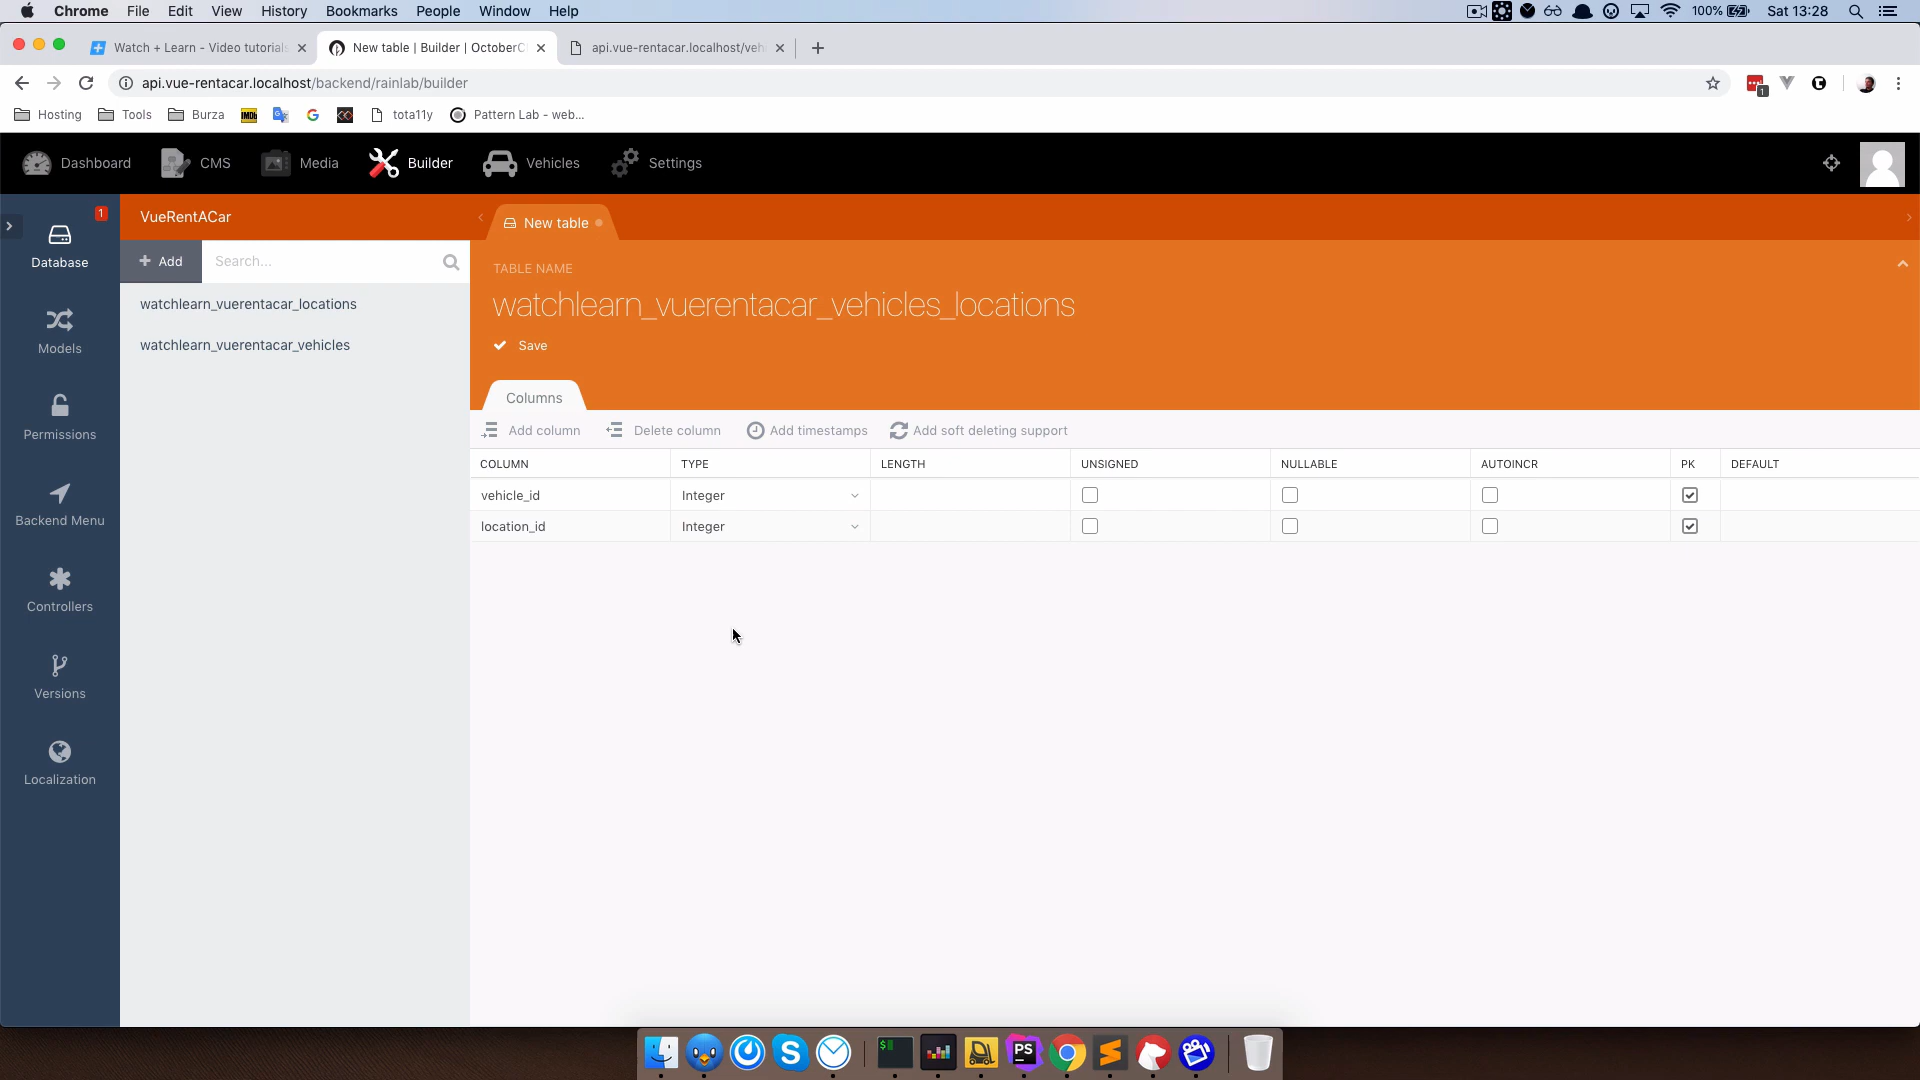 Chrome File Edit View History Bookmarks People Window Help 100% Sat 13:28
Watch + Learn - Video tutorials New table | Builder | OctoberC api.vue-rentacar.localhost/veh
api.vue-rentacar.localhost/backend/rainlab/builder 1
Hosting Tools Burza IMDb tota11y Pattern Lab - web...
Dashboard CMS Media Builder Vehicles Settings
1
Database
Models
Permissions
Backend Menu
Controllers
Versions
Localization
VueRentACar
+ Add Search...
watchlearn_vuerentacar_locations
watchlearn_vuerentacar_vehicles
New table
TABLE NAME
watchlearn_vuerentacar_vehicles_locations
Save
Columns
Add column Delete column Add timestamps Add soft deleting support
COLUMN TYPE LENGTH UNSIGNED NULLABLE AUTOINCR PK DEFAULT
vehicle_id Integer
location_id Integer
PS